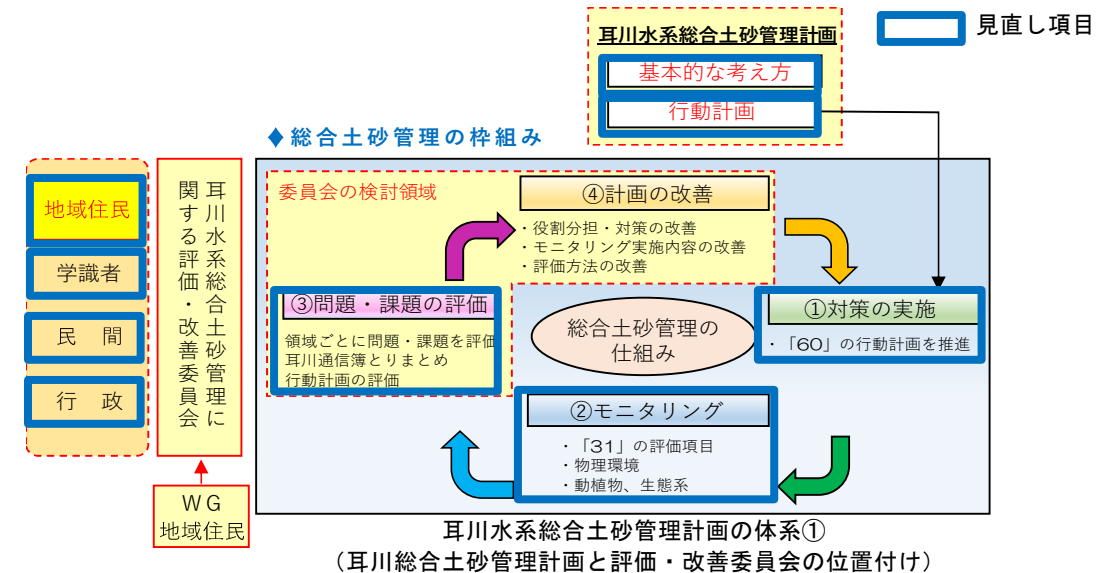 耳川水系総合土砂管理計画
基本的な考え方
行動計画
見直し項目
◆総合土砂管理の枠組み
地域住民
学識者
民 間
行 政
耳川水系総合土砂管理に
関する評価・改善委員会
WG
地域住民
委員会の検討領域
④計画の改善
・役割分担・対策の改善
・モニタリング実施内容の改善
・評価方法の改善
③問題・課題の評価
領域ごとに問題・課題を評価
耳川通信簿とりまとめ
行動計画の評価
総合土砂管理の
仕組み
①対策の実施
・「60」の行動計画を推進
②モニタリング
・「31」の評価項目
・物理環境
・動植物、生態系
耳川水系総合土砂管理計画の体系①
（耳川総合土砂管理計画と評価・改善委員会の位置付け）